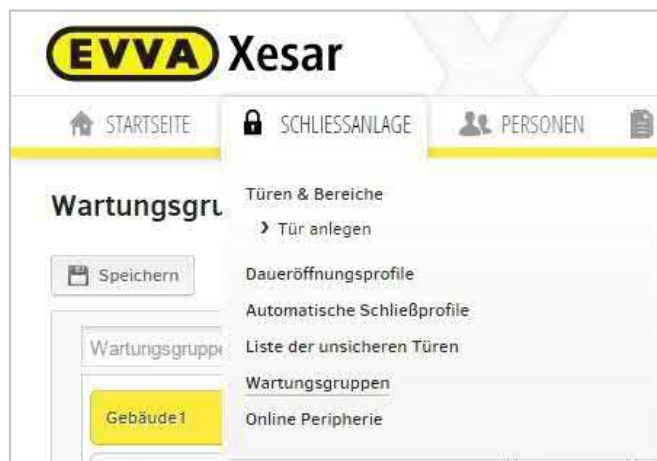 EVVA Xesar
STARTSEITE SCHLIESSANLAGE PERSONEN
Wartungsgru
Türen & Bereiche
Tür anlegen
Speichern
Daueröffnungsprofile
Automatische Schließprofile
Wartungsgruppe
Liste der unsicheren Türen
Wartungsgruppen
Gebäude1
Online Peripherie